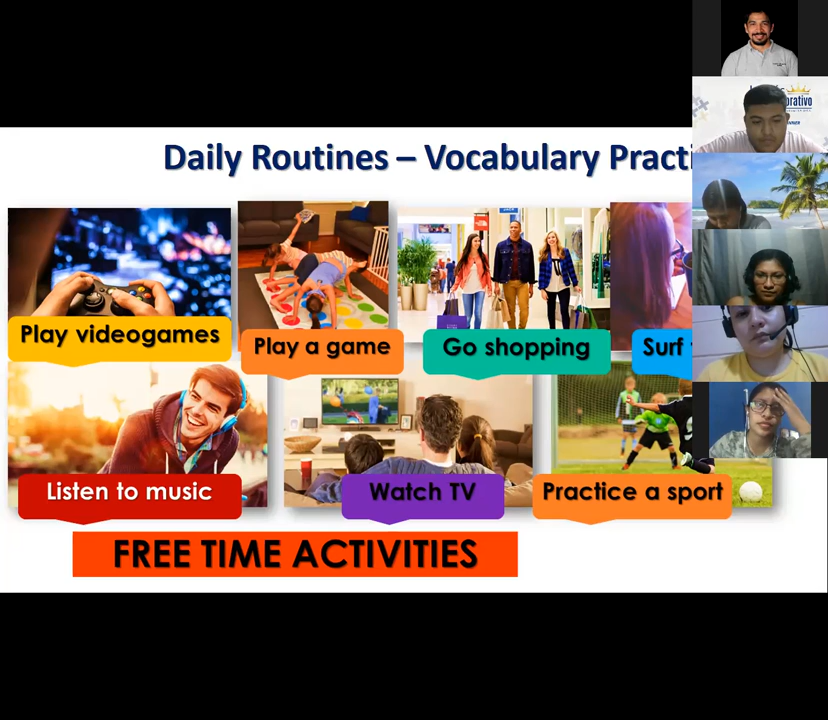 Daily Routines – Vocabulary Practi
Play videogames
Play a game
Go shopping
Surf
Listen to music
Watch TV
Practice a sport
FREE TIME ACTIVITIES